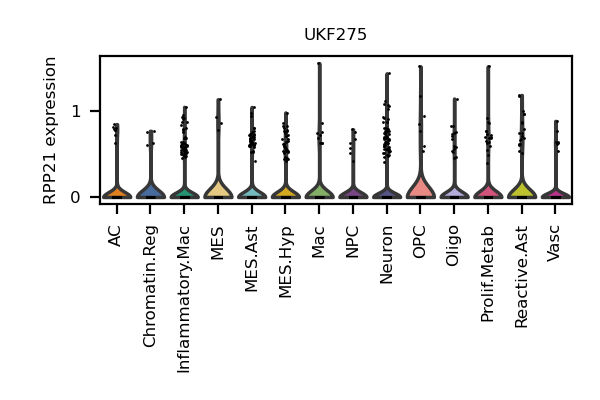 UKF275
RPP21 expression
1
0
AC
Chromatin.Reg
Inflammatory.Mac
MES
MES.Ast
MES.Hyp
Mac
NPC
Neuron
OPC
Oligo
Prolif.Metab
Reactive.Ast
Vasc